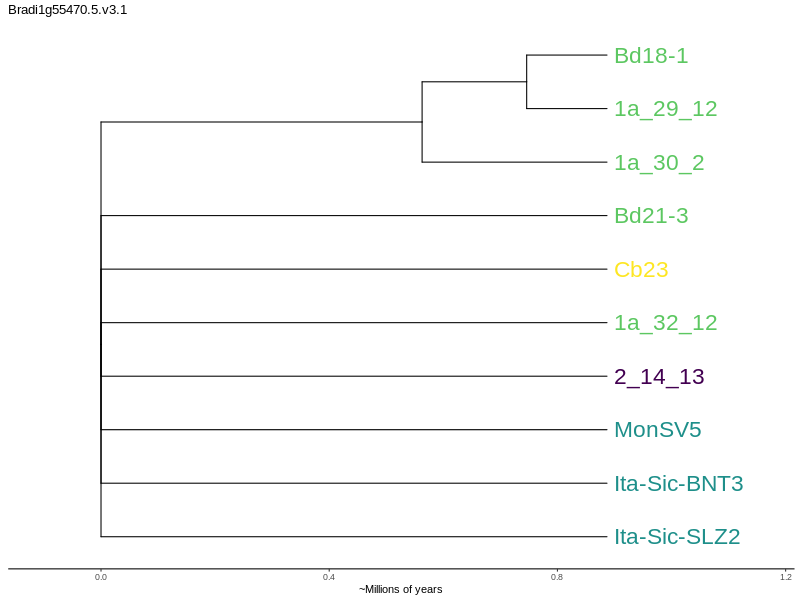 Bradi1g55470.5.v3.1
Bd18-1
1a_29_12
1a_30_2
Bd21-3
Cb23
1a_32_12
2_14_13
MonSV5
Ita-Sic-BNT3
Ita-Sic-SLZ2
0.0 0.4 0.8 1.2
~Millions of years